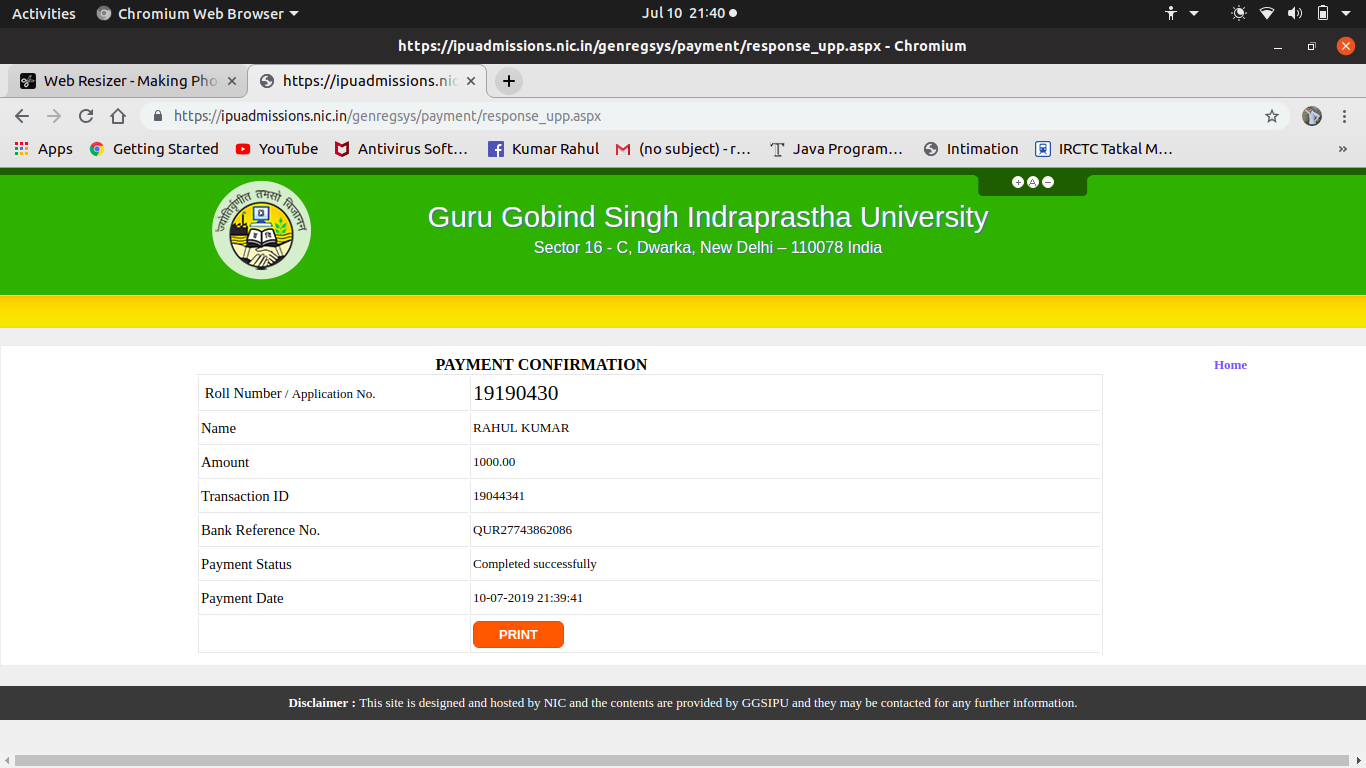 Activities Chromium Web Browser Jul 10 21:40
https://ipuadmissions.nic.in/genregsys/payment/response_upp.aspx - Chromium
Web Resizer - Making Pho https://ipuadmissions.nic
https://ipuadmissions.nic.in/genregsys/payment/response_upp.aspx
Apps Getting Started YouTube Antivirus Soft… Kumar Rahul (no subject) - r… Java Program… Intimation IRCTC Tatkal M… »
+ A −
ज्योतिर्वृणीत तमसो विजानन
Guru Gobind Singh Indraprastha University
Sector 16 - C, Dwarka, New Delhi – 110078 India
PAYMENT CONFIRMATION Home
Roll Number / Application No. 19190430
Name RAHUL KUMAR
Amount 1000.00
Transaction ID 19044341
Bank Reference No. QUR27743862086
Payment Status Completed successfully
Payment Date 10-07-2019 21:39:41
PRINT
Disclaimer : This site is designed and hosted by NIC and the contents are provided by GGSIPU and they may be contacted for any further information.